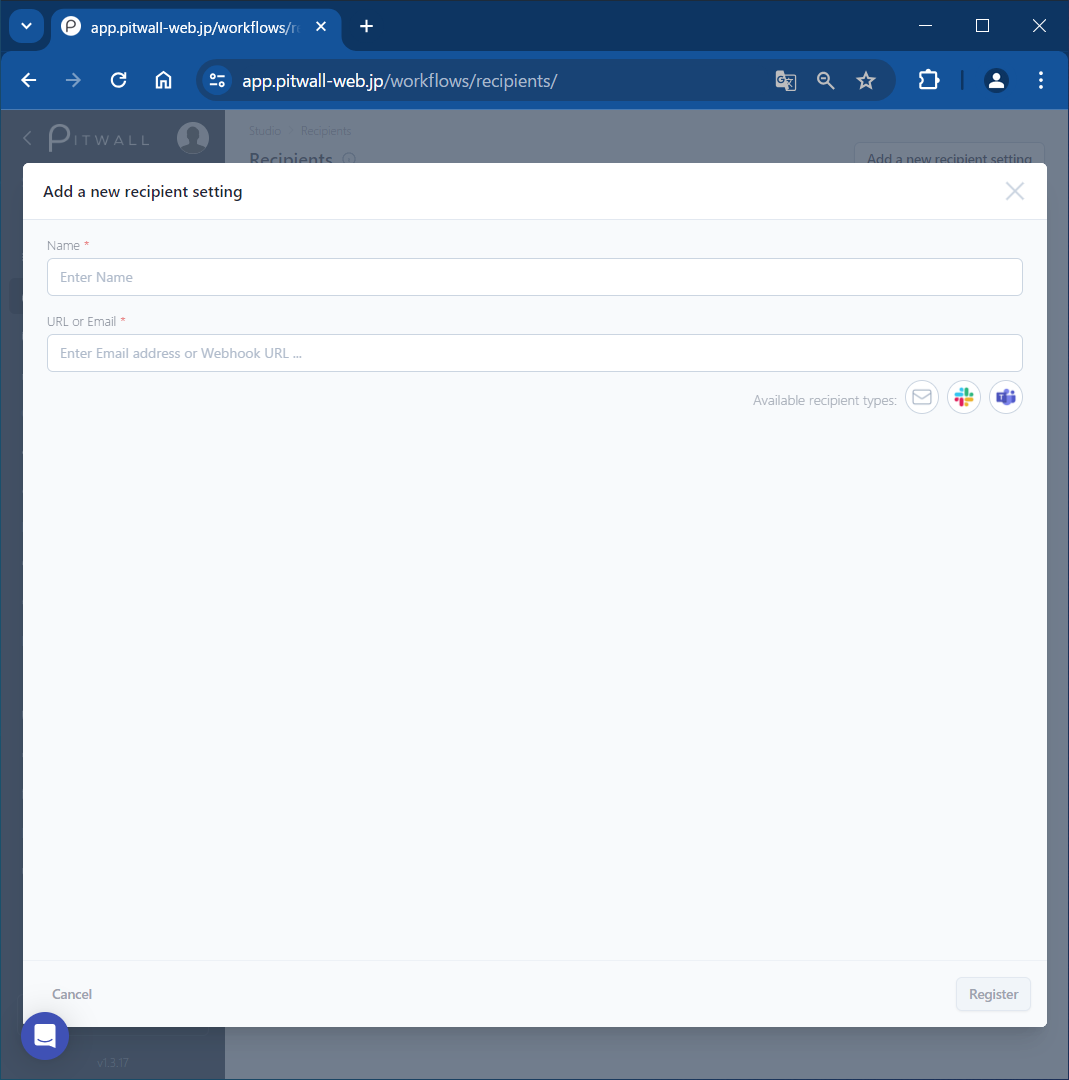 app.pitwall-web.jp/workflows/re
app.pitwall-web.jp/workflows/recipients/
PITWALL
Studio
Recipients
Recipients
Add a new recipient setting
Add a new recipient setting
Name *
Enter Name
URL or Email *
Enter Email address or Webhook URL ...
Available recipient types:
Cancel
Register
v1.3.17